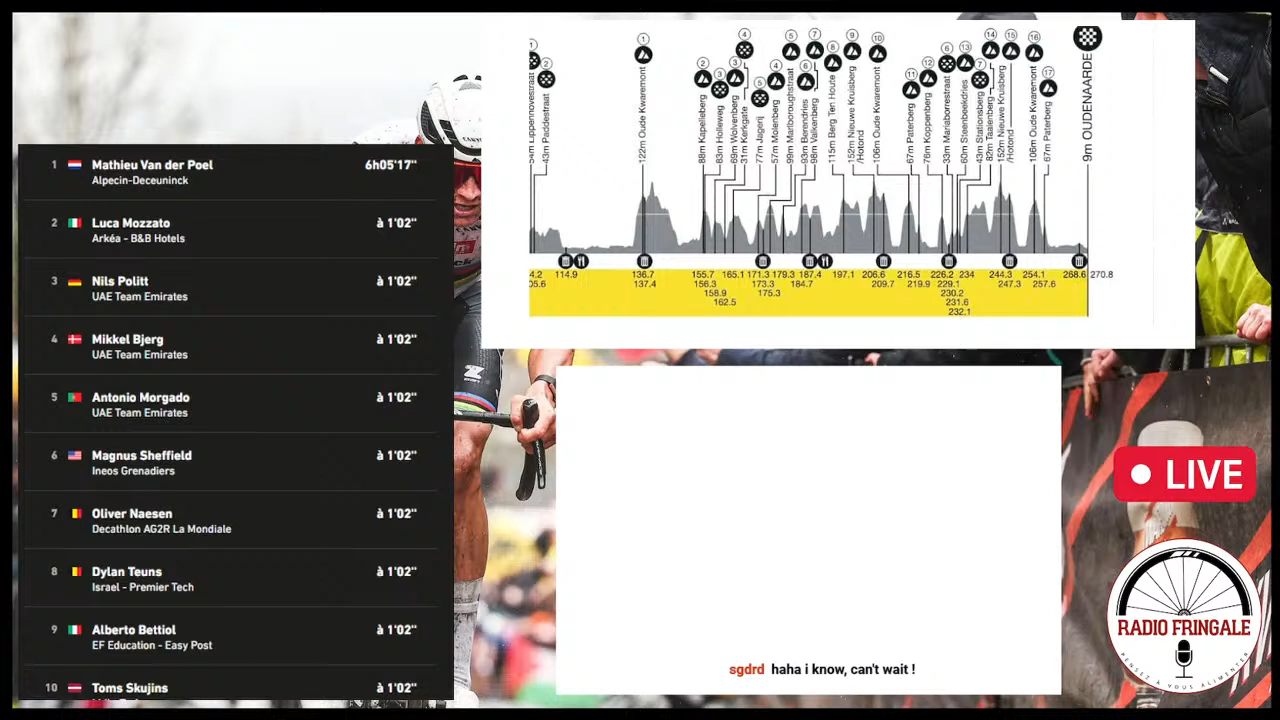 1 Mathieu Van der Poel 6h05'17''
Alpecin-Deceuninck
2 Luca Mozzato à 1'02''
Arkéa - B&B Hotels
3 Nils Politt à 1'02''
UAE Team Emirates
4 Mikkel Bjerg à 1'02''
UAE Team Emirates
5 Antonio Morgado à 1'02''
UAE Team Emirates
6 Magnus Sheffield à 1'02''
Ineos Grenadiers
7 Oliver Naesen à 1'02''
Decathlon AG2R La Mondiale
8 Dylan Teuns à 1'02''
Israel - Premier Tech
9 Alberto Bettiol à 1'02''
EF Education - Easy Post
10 Toms Skujins à 1'02''
43m Paddestraat
122m Oude Kwaremont
88m Kapelleberg
83m Holleweg
69m Wolvenberg
31m Kerkgate
77m Jagerij
57m Molenberg
99m Marlboroughstraat
93m Berendries
98m Valkenberg
115m Berg Ten Houte
152m Nieuwe Kruisberg
/Hotond
106m Oude Kwaremont
67m Paterberg
76m Koppenberg
33m Mariaborrestraat
60m Steenbeekdries
43m Stationsberg
82m Taaienberg
152m Nieuwe Kruisberg
/Hotond
106m Oude Kwaremont
67m Paterberg
9m OUDENAARDE
4.2 114.9 136.7 155.7 165.1 171.3 179.3 187.4 197.1 206.6 216.5 226.2 234 244.3 254.1 268.6 270.8
05.6 137.4 156.3 173.3 184.7 209.7 219.9 229.1 247.3 257.6
158.9 175.3 230.2
162.5 231.6
232.1
sgdrd haha i know, can't wait !
LIVE
RADIO FRINGALE
PENSEZ À VOUS ALIMENTER